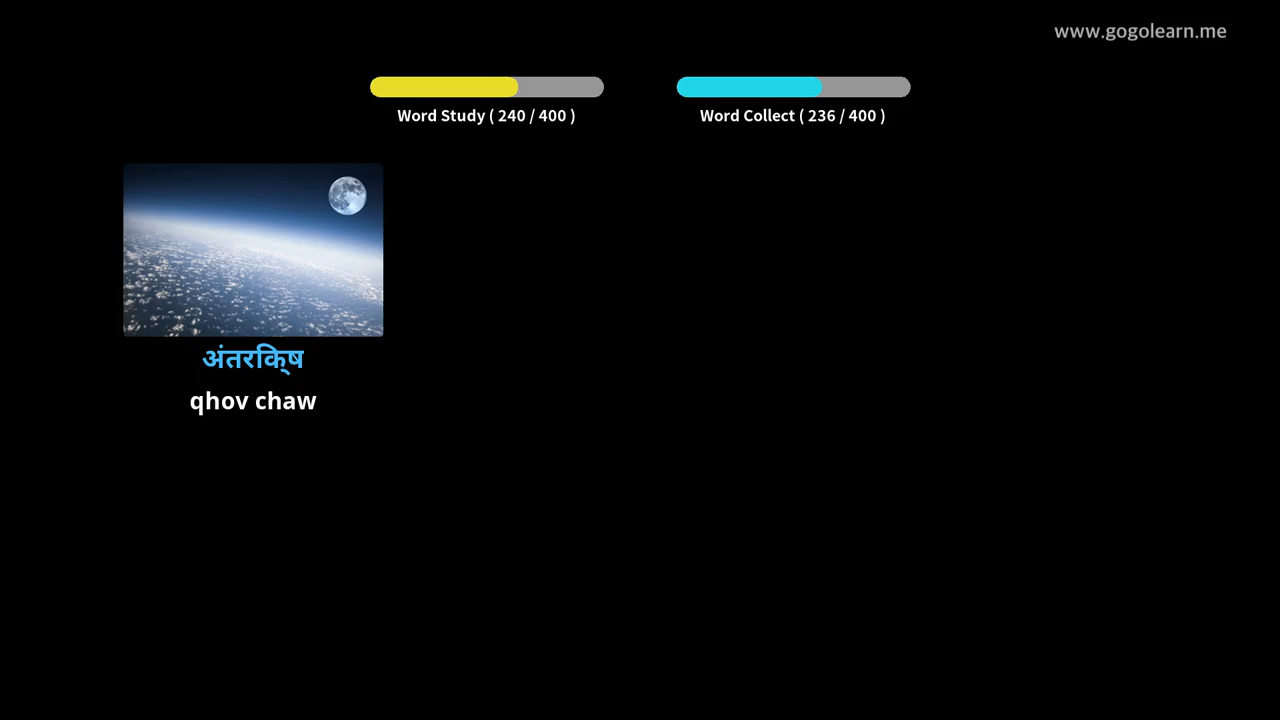 www.gogolearn.me
Word Study ( 240 / 400 )
Word Collect ( 236 / 400 )
अंतरक्िष
qhov chaw